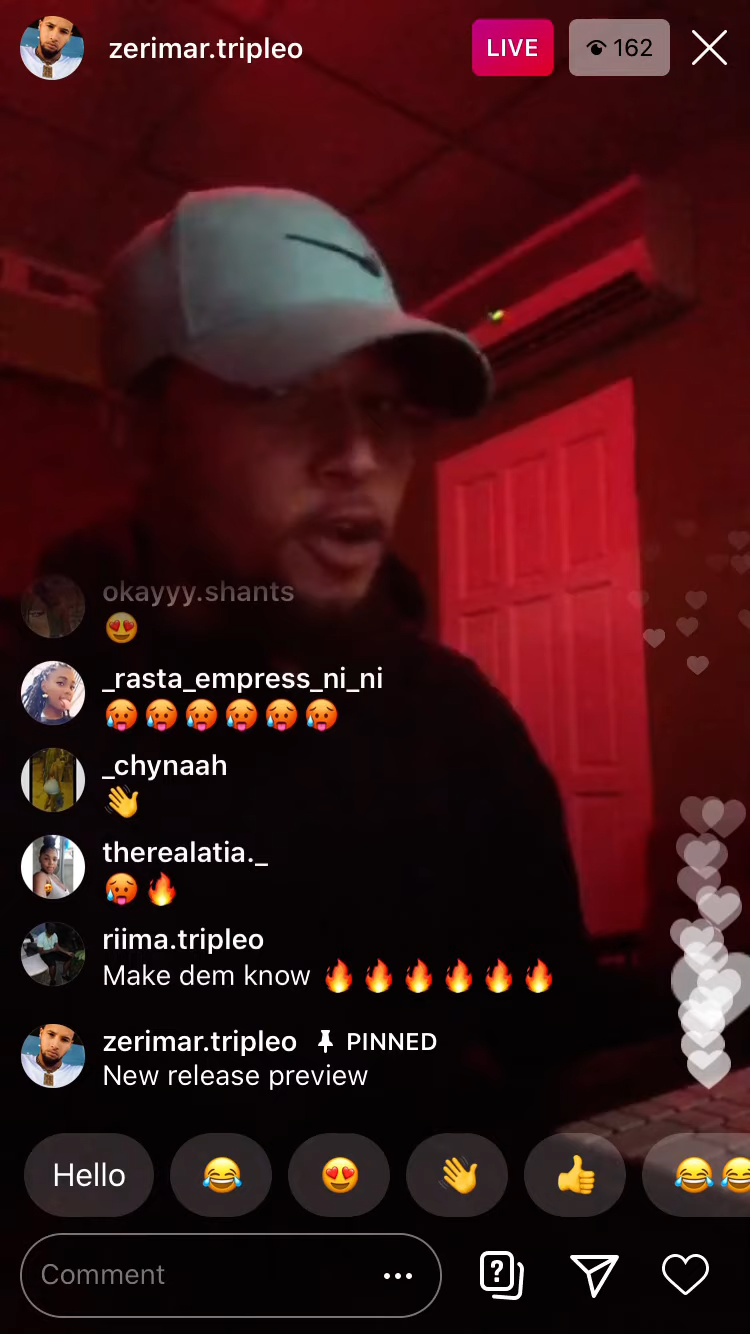 zerimar.tripleo
LIVE
162
okayyy.shants
😍
_rasta_empress_ni_ni
🥵🥵🥵🥵🥵🥵
_chynaah
👋
therealatia._
🥵🔥
riima.tripleo
Make dem know 🔥🔥🔥🔥🔥🔥
zerimar.tripleo PINNED
New release preview
Hello 😂 😍 👋 👍 😂😂
Comment